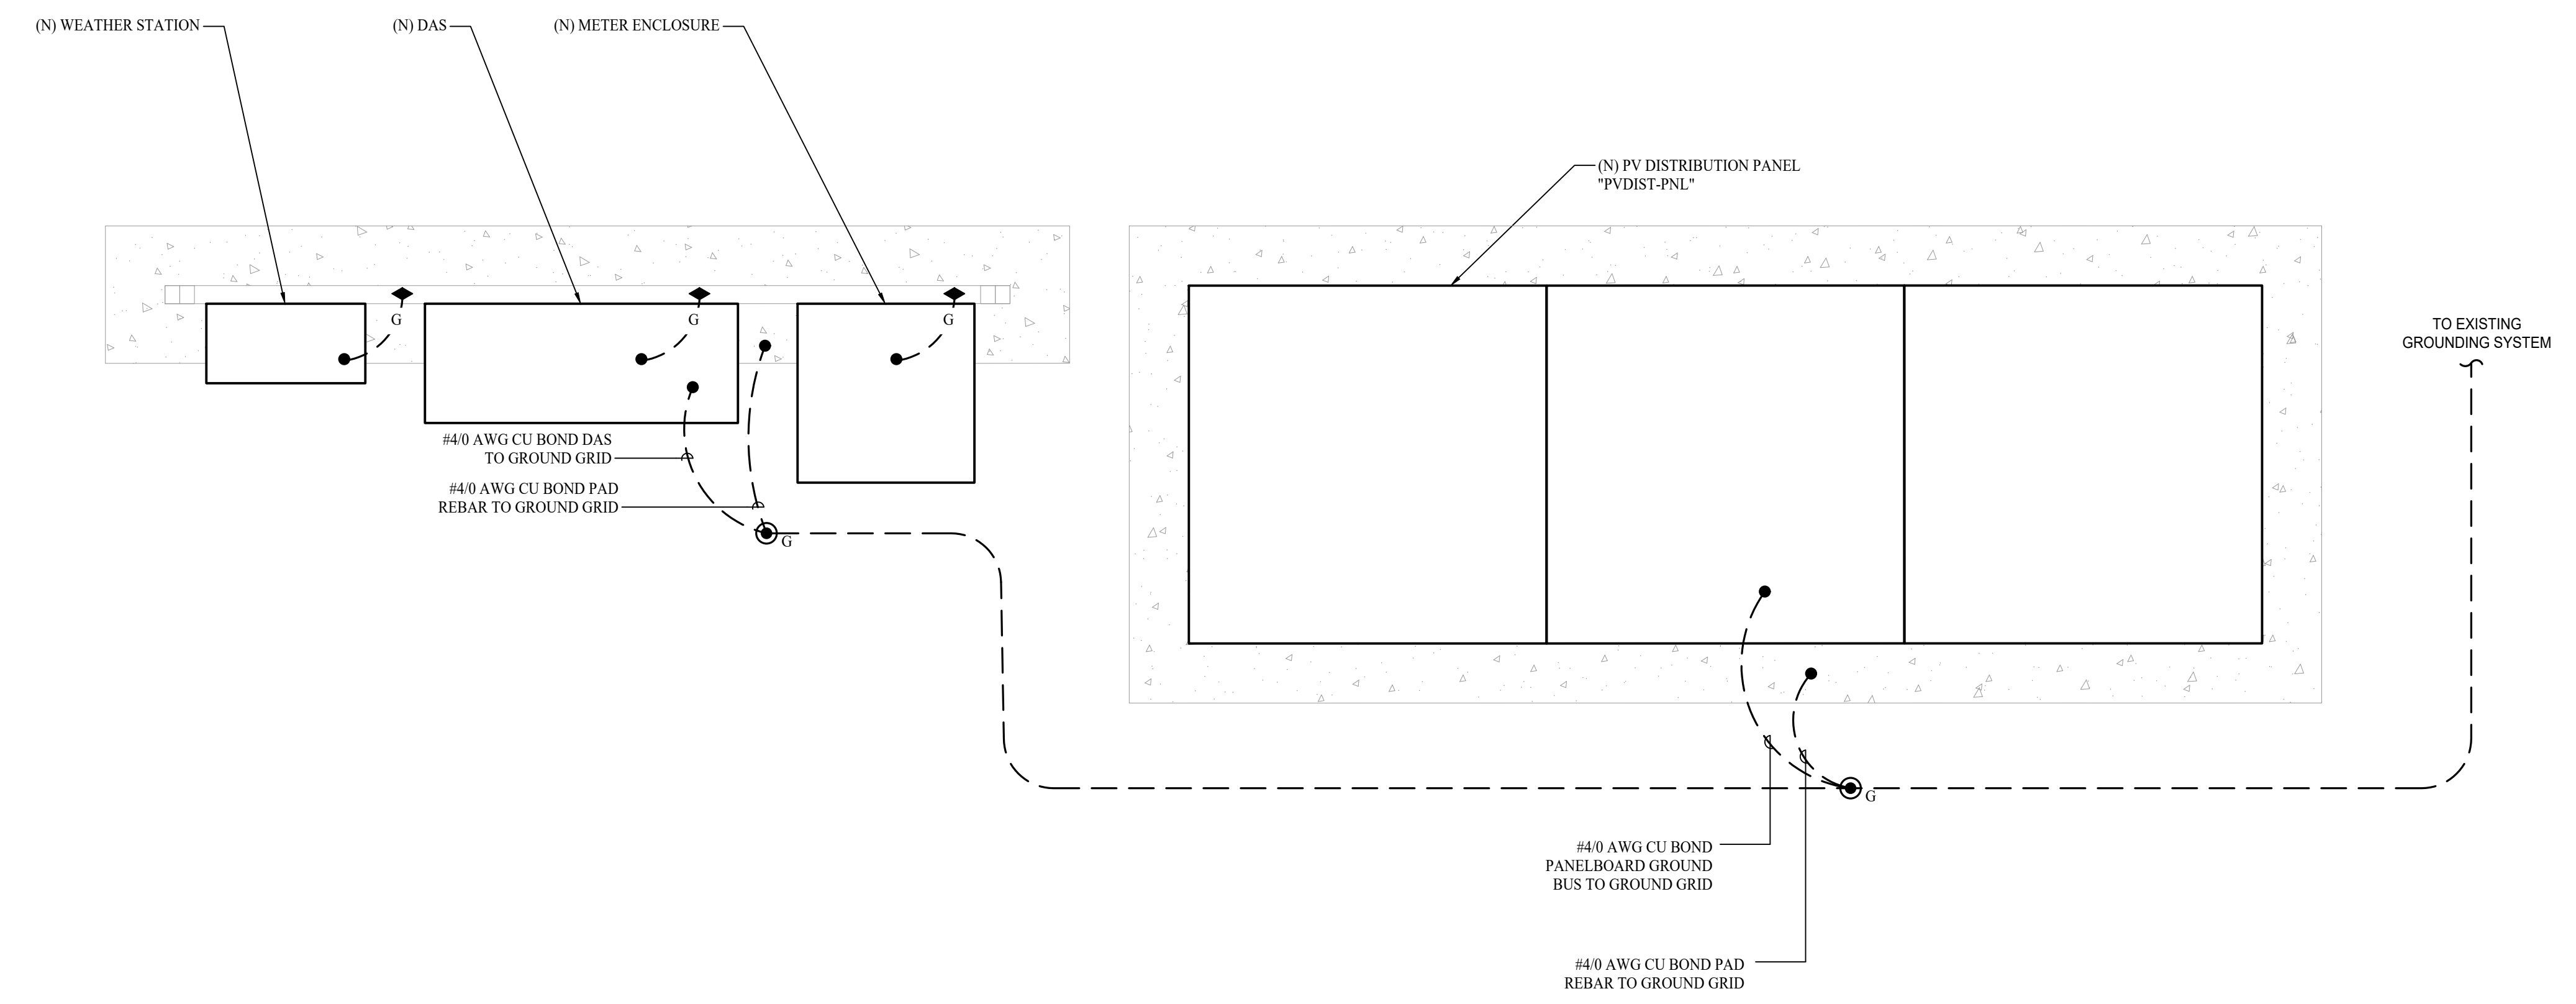 (N) WEATHER STATION
(N) DAS
(N) METER ENCLOSURE
(N) PV DISTRIBUTION PANEL
"PVDIST-PNL"
TO EXISTING
GROUNDING SYSTEM
G
G
G
#4/0 AWG CU BOND DAS
TO GROUND GRID
#4/0 AWG CU BOND PAD
REBAR TO GROUND GRID
G
G
#4/0 AWG CU BOND
PANELBOARD GROUND
BUS TO GROUND GRID
#4/0 AWG CU BOND PAD
REBAR TO GROUND GRID